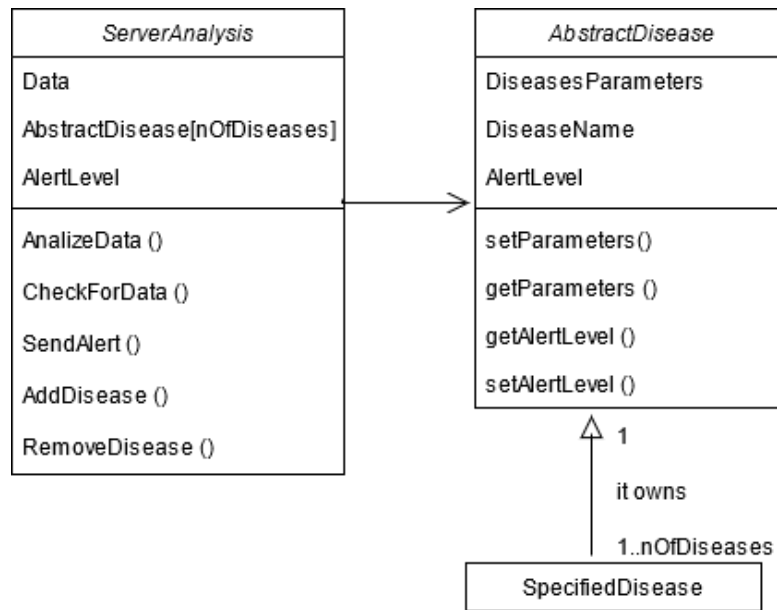 ServerAnalysis
Data
AbstractDisease[nOfDiseases]
AlertLevel
AnalizeData ()
CheckForData ()
SendAlert ()
AddDisease ()
RemoveDisease ()
AbstractDisease
DiseasesParameters
DiseaseName
AlertLevel
setParameters()
getParameters ()
getAlertLevel ()
setAlertLevel ()
1
it owns
1..nOfDiseases
SpecifiedDisease